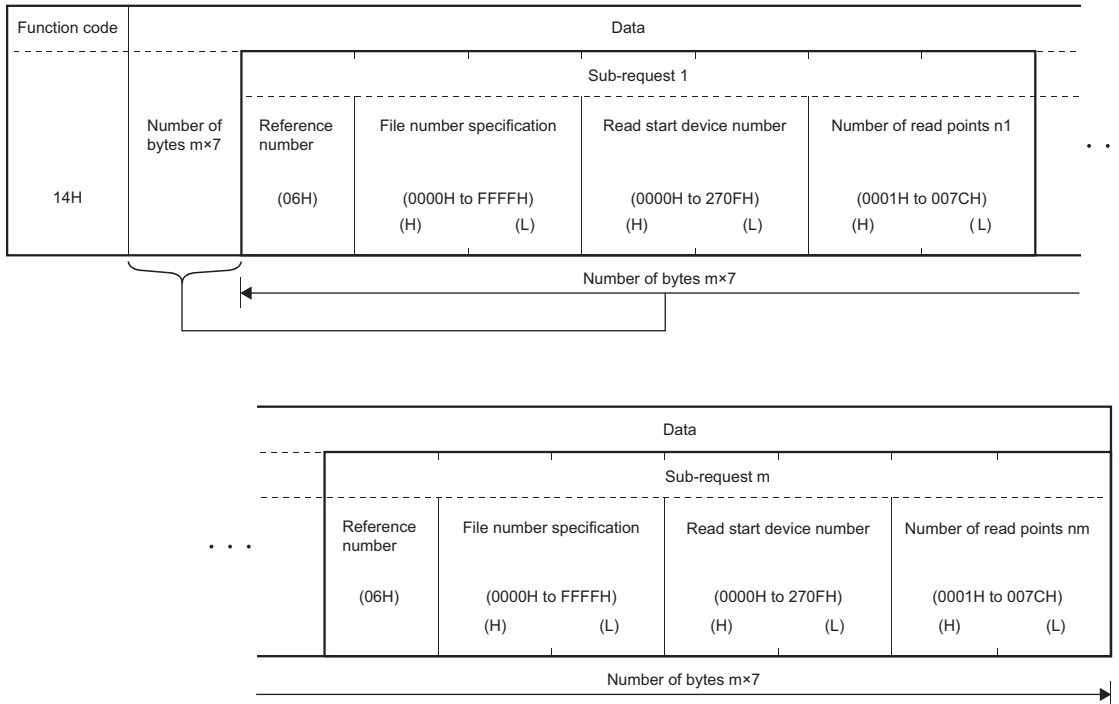 Function code
Data
Sub-request 1
Number of
bytes m×7
Reference
number
File number specification
Read start device number
Number of read points n1
. .
14H
(06H)
(0000H to FFFFH)
(0000H to 270FH)
(0001H to 007CH)
(H) (L) (H) (L) (H) ( L)
Number of bytes m×7
Data
Sub-request m
Reference
number
File number specification
Read start device number
Number of read points nm
. . .
(06H)
(0000H to FFFFH)
(0000H to 270FH)
(0001H to 007CH)
(H) (L) (H) (L) (H) (L)
Number of bytes m×7